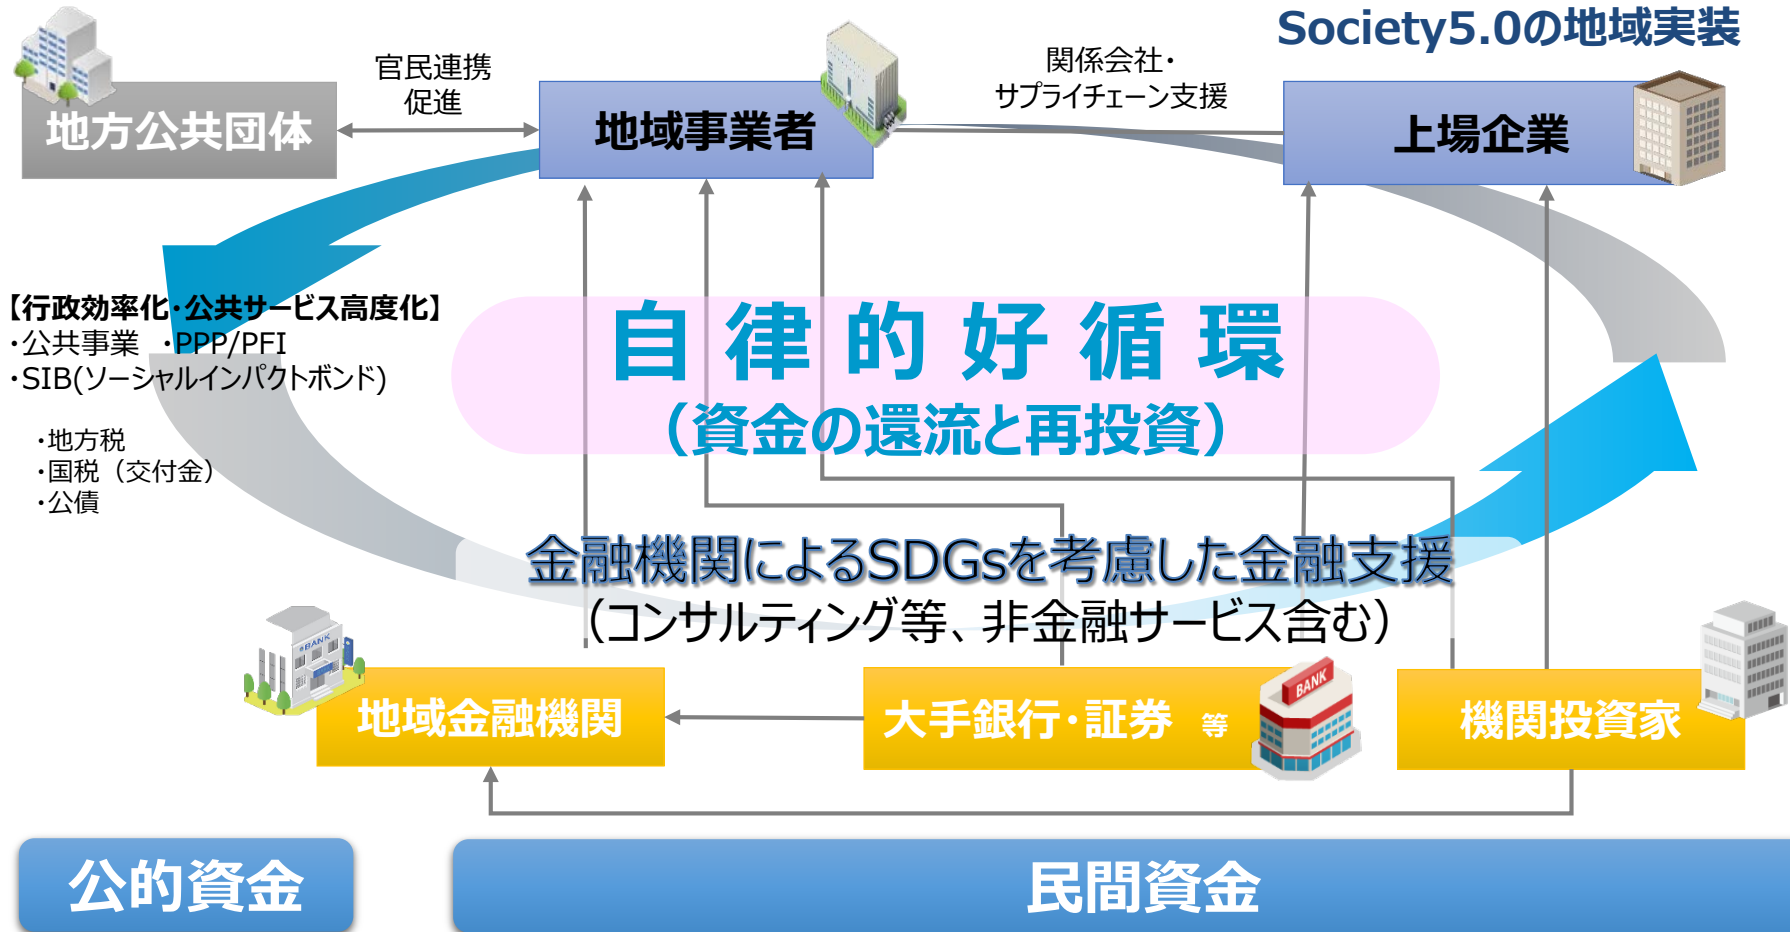 Society5.0の地域実装
官民連携
促進
関係会社・
サプライチェーン支援
地方公共団体
地域事業者
上場企業
【行政効率化・公共サービス高度化】
・公共事業 ・PPP/PFI
・SIB(ソーシャルインパクトボンド)
・地方税
・国税（交付金）
・公債
自律的好循環
（資金の還流と再投資）
金融機関によるSDGsを考慮した金融支援
（コンサルティング等、非金融サービス含む）
BANK
地域金融機関
大手銀行・証券 等
BANK
機関投資家
公的資金
民間資金